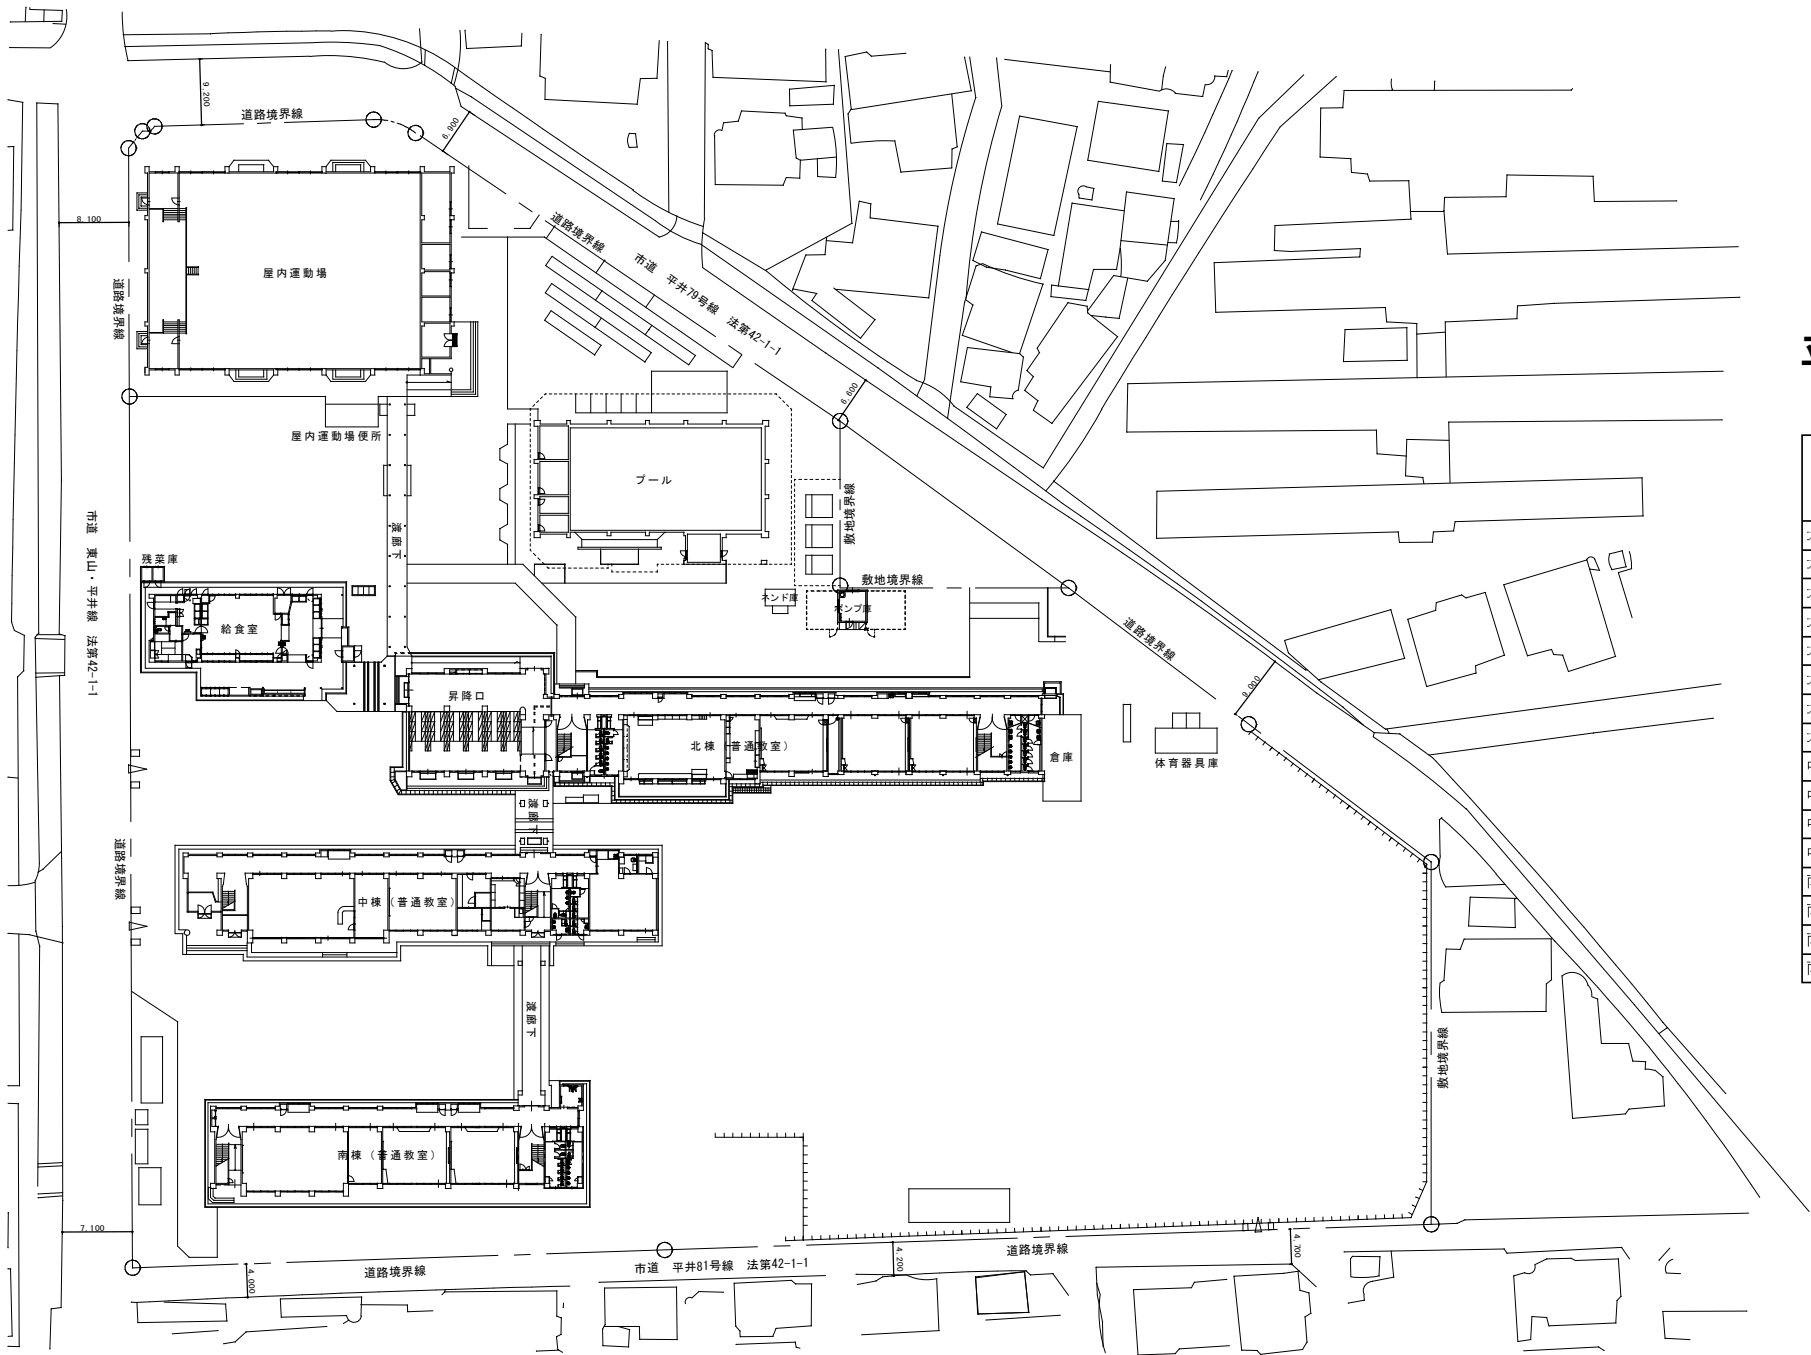 9,200
道路境界線
6,900
8,100
道路境界線
屋内運動場
道路境界線
市道 平井79号線 法第42-1-1
6,600
屋内運動場便所
プール
敷地境界線
市道 東山・平井線 法第42-1-1
渡廊下
残菜庫
敷地境界線
ポンプ庫
給食室
道路境界線
9,000
昇降口
北棟(普通教室)
倉庫
体育器具庫
渡廊下
道路境界線
中棟(普通教室)
渡廊下
敷地境界線
南棟(普通教室)
7,100
4,000
道路境界線
市道 平井81号線 法第42-1-1
4,200
道路境界線
4,700